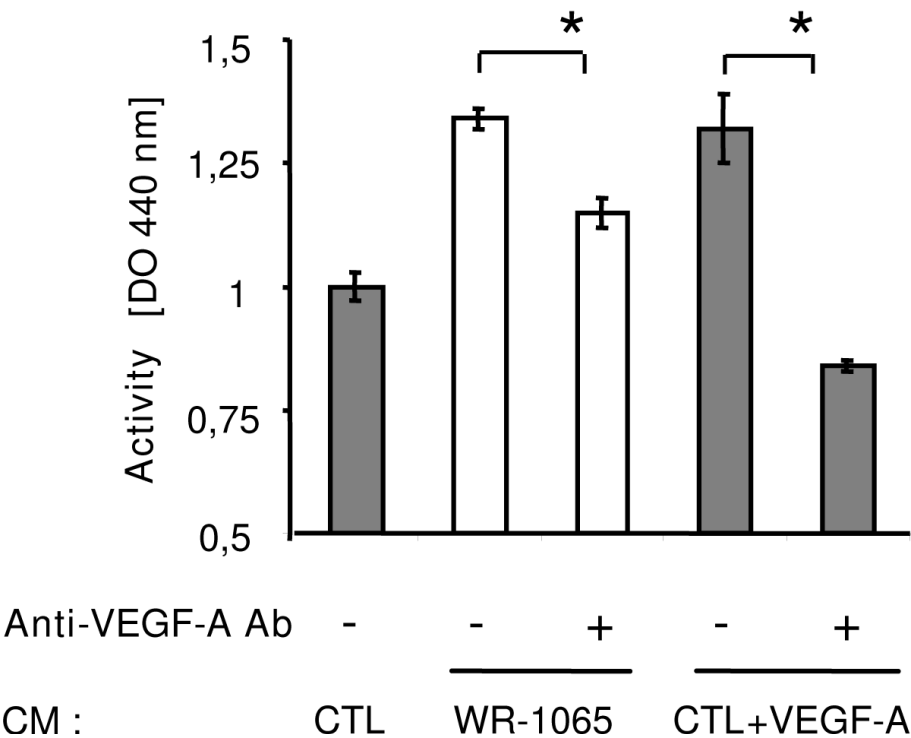 * *
1,5
1,25
1
0,75
0,5
Activity [DO 440 nm]
Anti-VEGF-A Ab - - + - +
CM : CTL WR-1065 CTL+VEGF-A